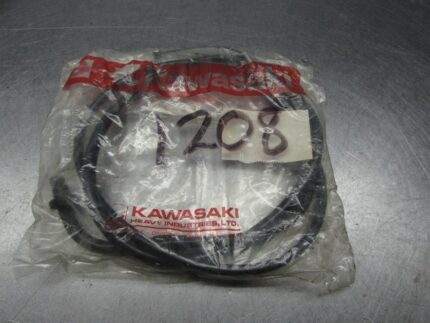 Kawasaki
1208
KAWASAKI
HEAVY INDUSTRIES, LTD.